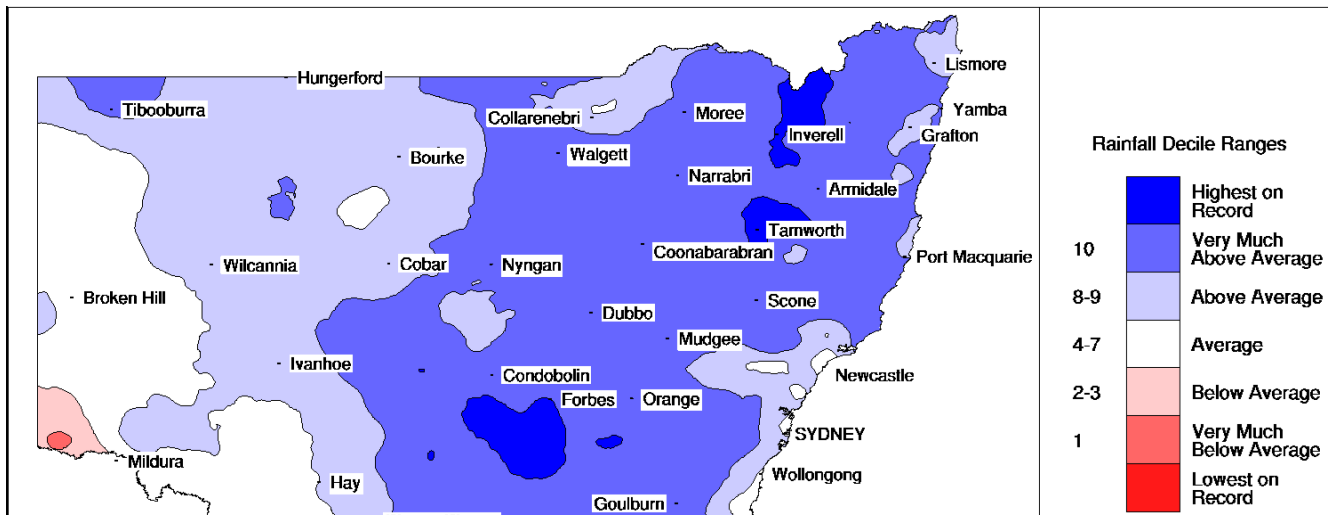 Hungerford
Lismore
Tibooburra
Yamba
Collarenebri
Moree
Inverell
Grafton
Bourke
Walgett
Narrabri
Armidale
Tamworth
Coonabarabran
Port Macquarie
Wilcannia
Cobar
Nyngan
Broken Hill
Scone
Dubbo
Mudgee
Ivanhoe
Condobolin
Newcastle
Forbes
Orange
SYDNEY
Mildura
Wollongong
Hay
Goulburn
Rainfall Decile Ranges
Highest on
Record
10 Very Much
Above Average
8-9 Above Average
4-7 Average
2-3 Below Average
1 Very Much
Below Average
Lowest on
Record